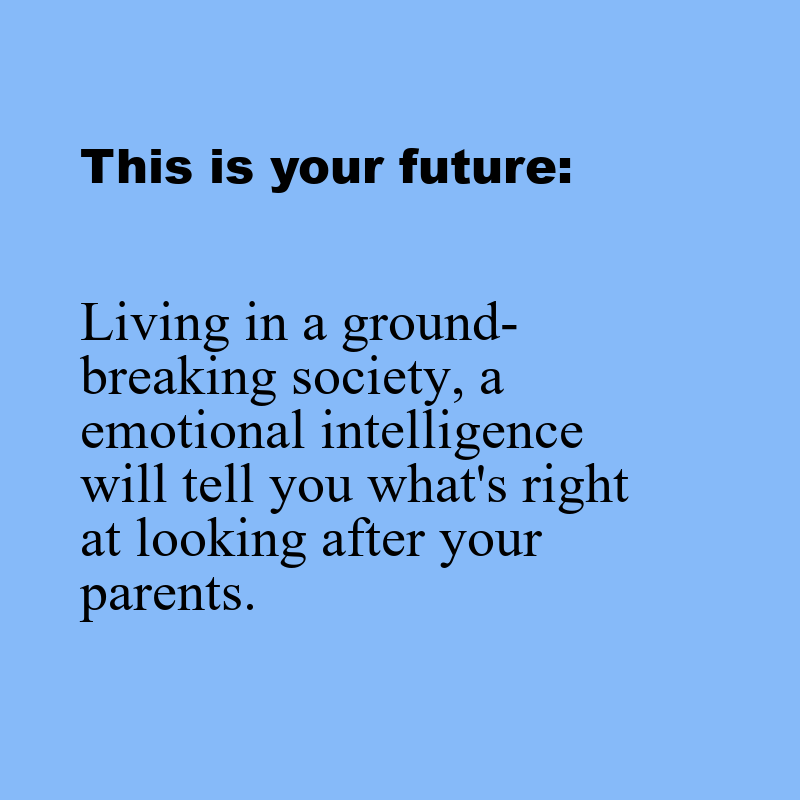 This is your future:
Living in a ground-
breaking society, a
emotional intelligence
will tell you what's right
at looking after your
parents.